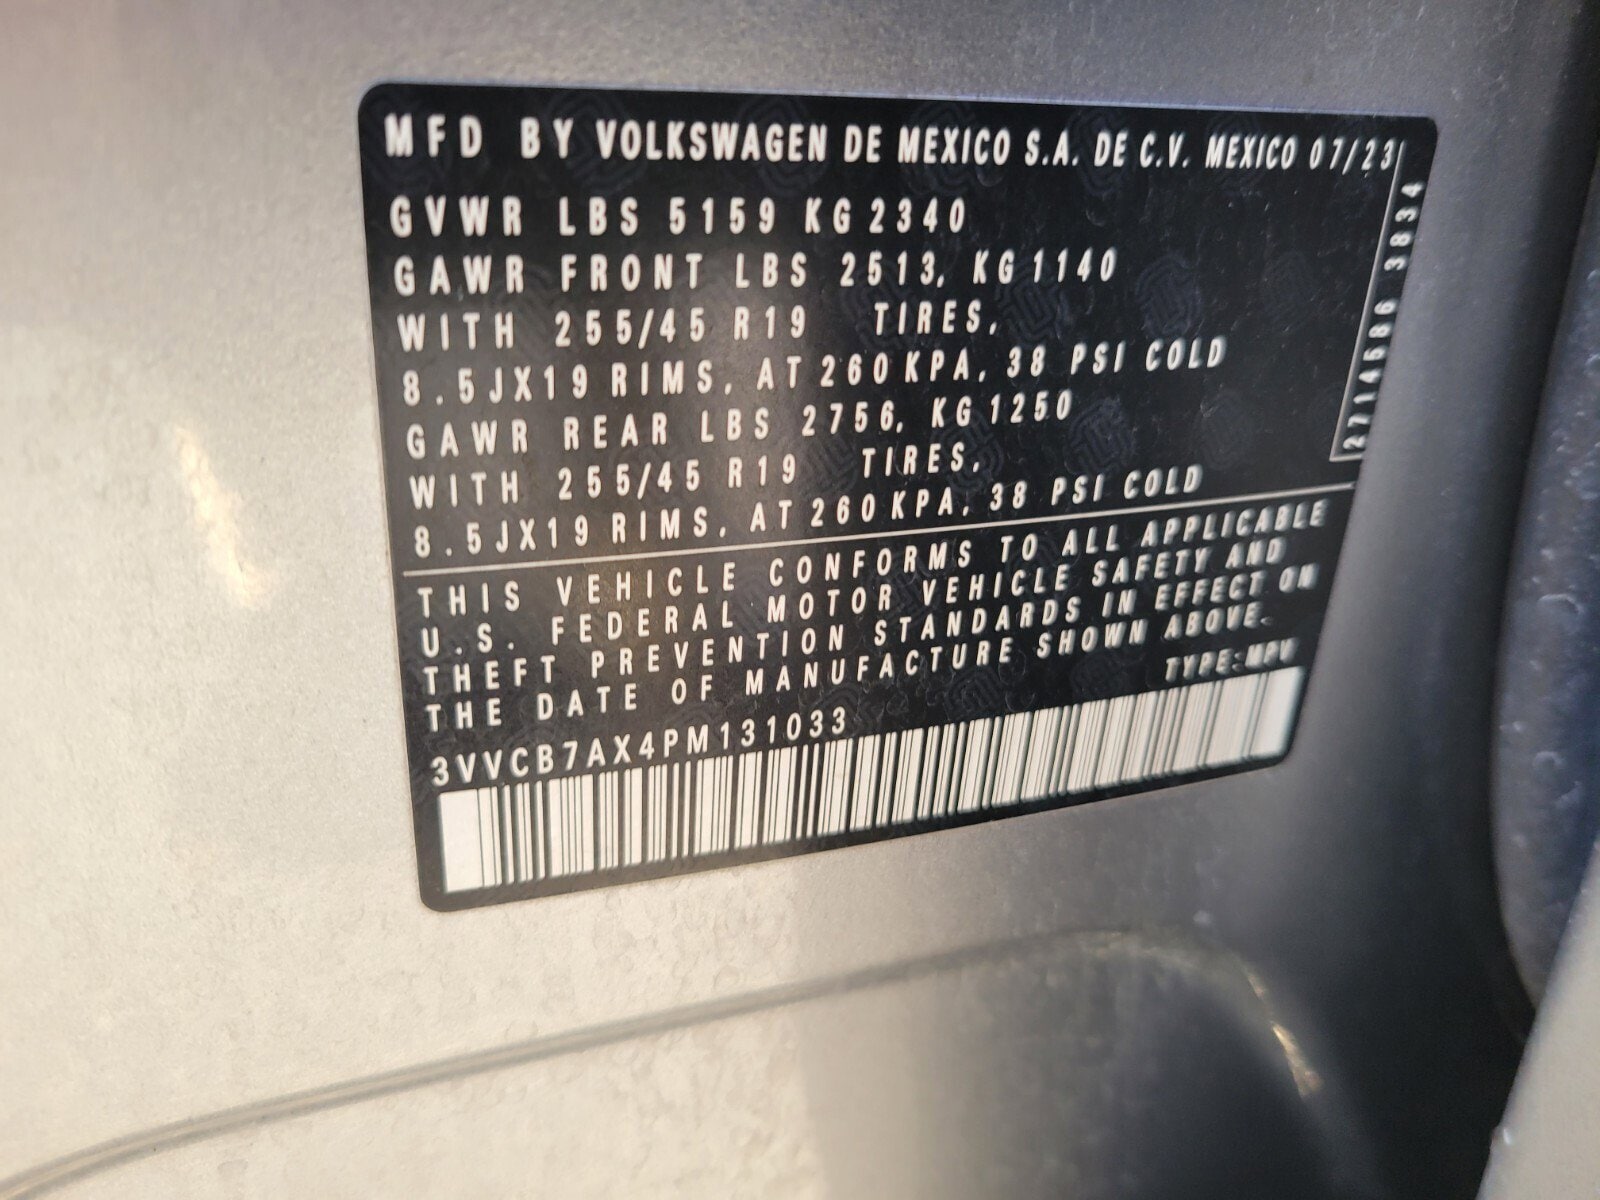 MFD BY VOLKSWAGEN DE MEXICO S.A. DE C.V. MEXICO 07/23
GVWR LBS 5159 KG 2340
GAWR FRONT LBS 2513, KG 1140
WITH 255/45 R19 TIRES,
8.5JX19 RIMS, AT 260 KPA, 38 PSI COLD
GAWR REAR LBS 2756, KG 1250
WITH 255/45 R19 TIRES,
8.5JX19 RIMS, AT 260 KPA, 38 PSI COLD
2714586 3834
THIS VEHICLE CONFORMS TO ALL APPLICABLE
U.S. FEDERAL MOTOR VEHICLE SAFETY AND
THEFT PREVENTION STANDARDS IN EFFECT ON
THE DATE OF MANUFACTURE SHOWN ABOVE.
TYPE:MPV
3VVCB7AX4PM131033